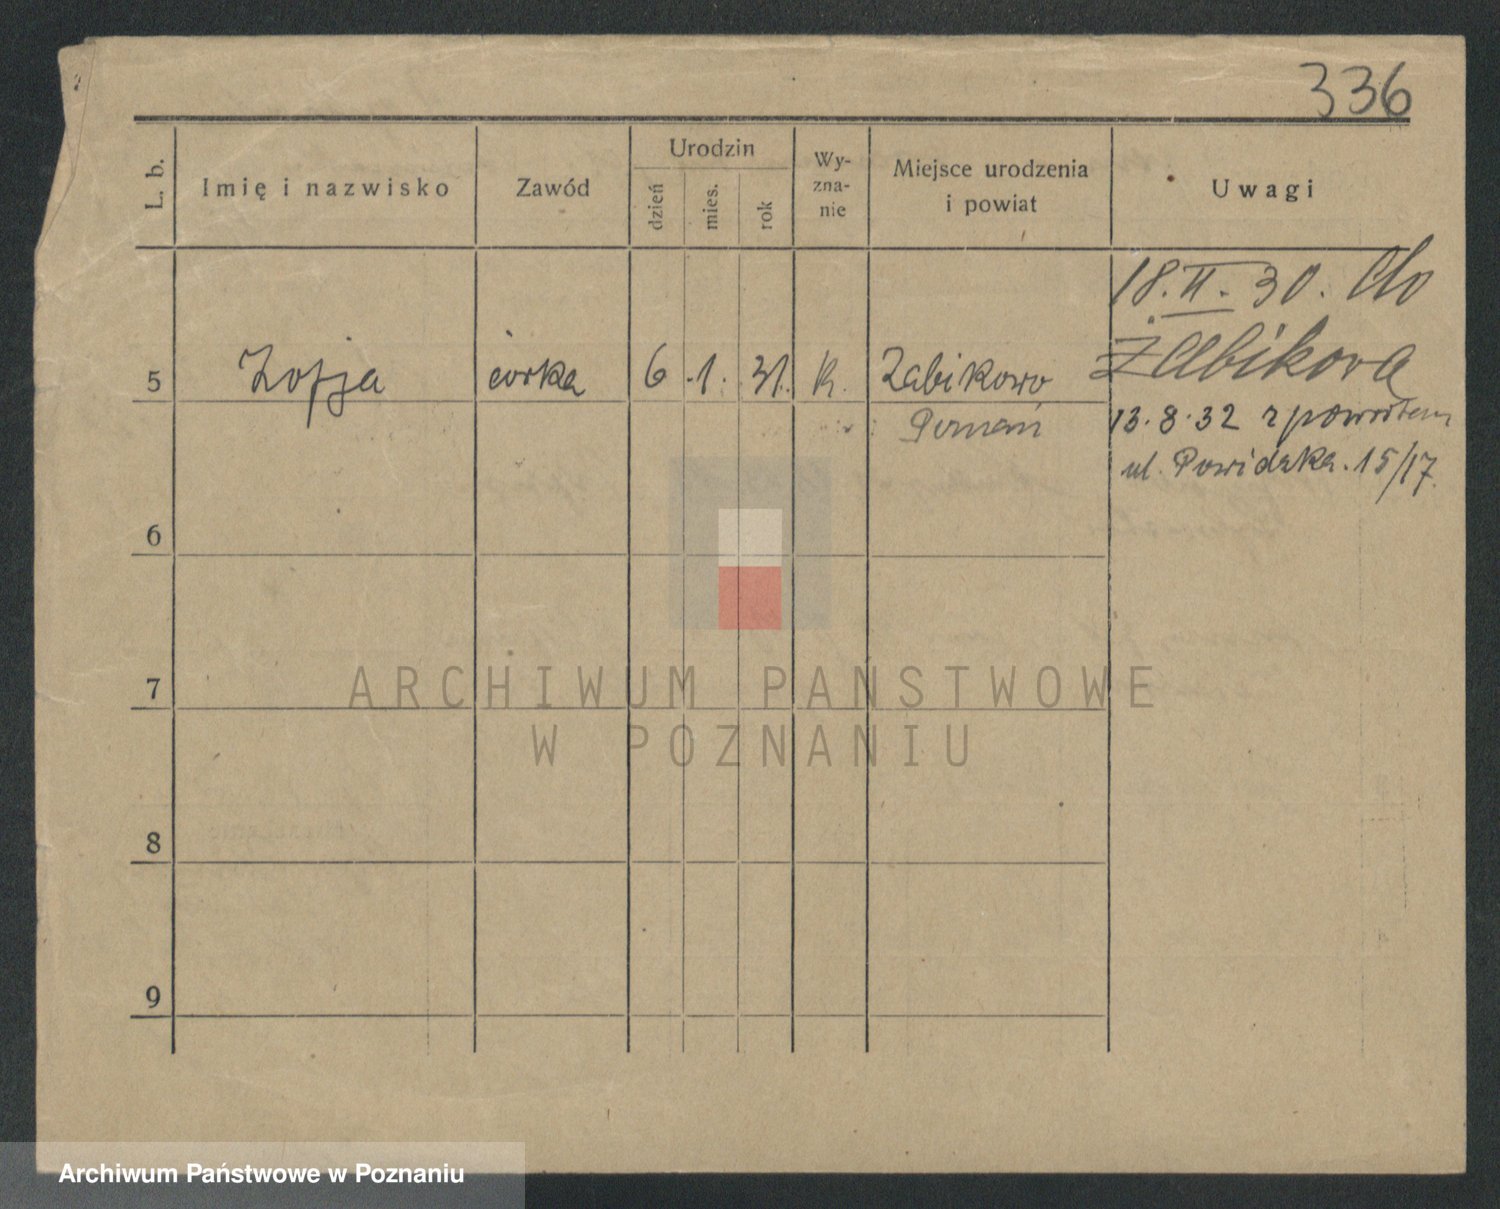 336
L. b.
Imię i nazwisko
Zawód
Urodzin
dzień
mies.
rok
Wy-
zna-
nie
Miejsce urodzenia
i powiat
Uwagi
18. II. 30. do
Żabikova
5 Zofja córka 6 .1. 31. k. Żabikowo
Poznań
13.8.32 z powrotem
ul. Powidzka. 15/17.
6
7
8
9
ARCHIWUM PAŃSTWOWE
W POZNANIU
Archiwum Państwowe w Poznaniu